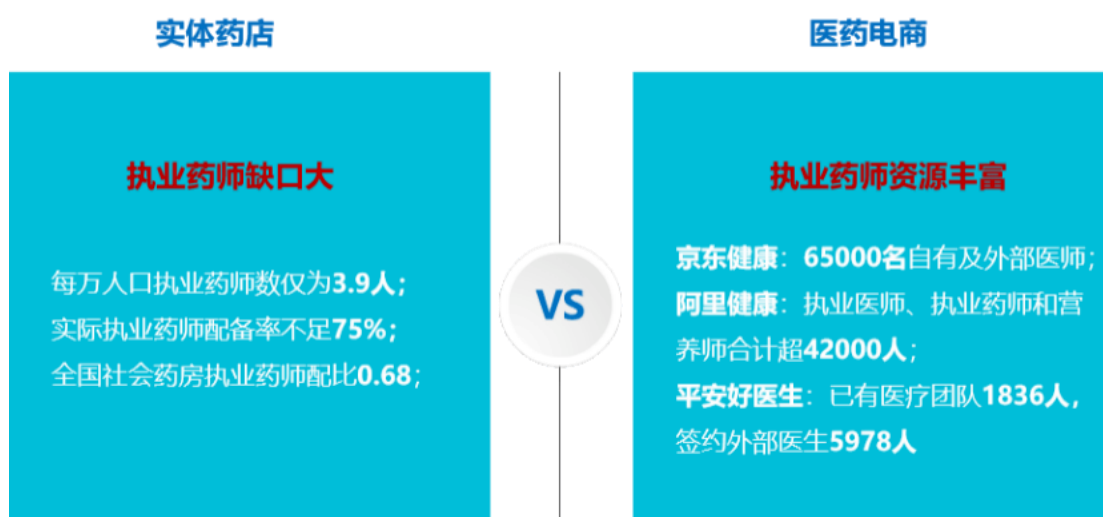 实体药店
执业药师缺口大
每万人口执业药师数仅为3.9人；
实际执业药师配备率不足75%；
全国社会药房执业药师配比0.68；
VS
医药电商
执业药师资源丰富
京东健康：65000名自有及外部医师；
阿里健康：执业医师、执业药师和营
养师合计超42000人；
平安好医生：已有医疗团队1836人，
签约外部医生5978人